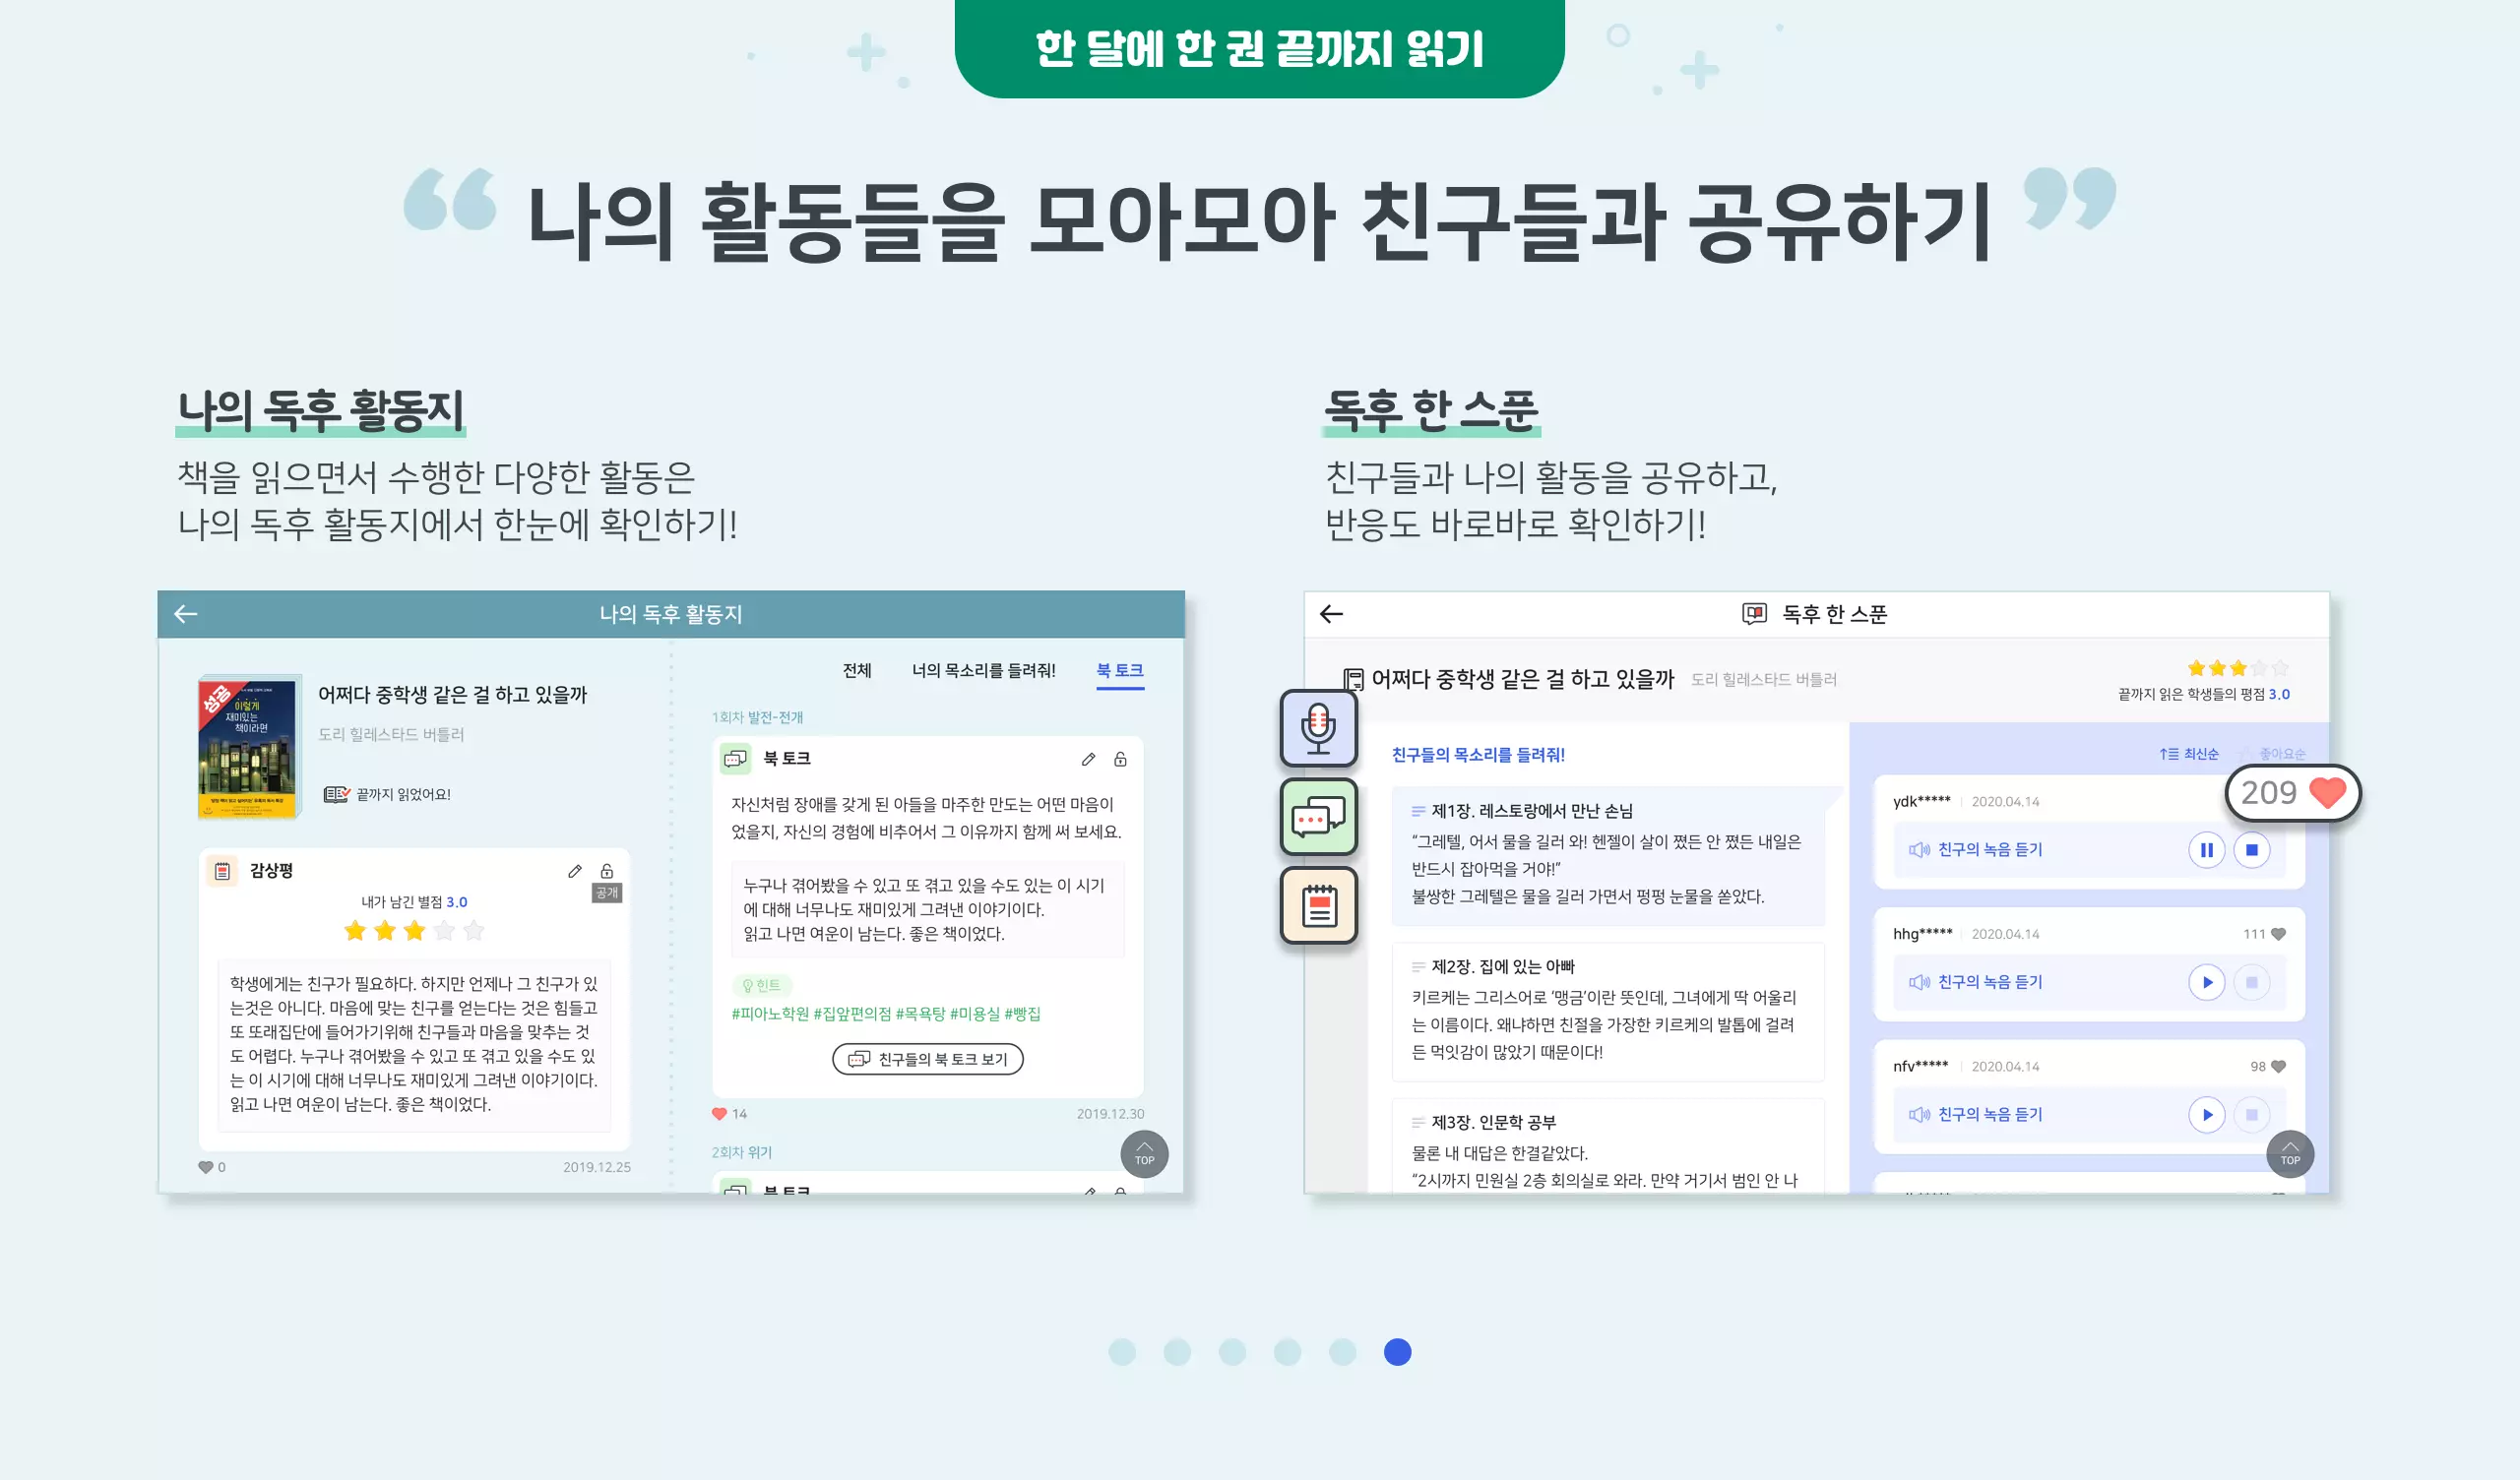 한 달에 한 권 끝까지 읽기
“ 나의 활동들을 모아모아 친구들과 공유하기 ”
나의 독후 활동지
책을 읽으면서 수행한 다양한 활동은
나의 독후 활동지에서 한눈에 확인하기!
나의 독후 활동지
성공
이렇게
재미있는
책이라면
어쩌다 중학생 같은 걸 하고 있을까
도리 힐레스타드 버틀러
끝까지 읽었어요!
감상평
공개
내가 남긴 별점 3.0
학생에게는 친구가 필요하다. 하지만 언제나 그 친구가 있
는것은 아니다. 마음에 맞는 친구를 얻는다는 것은 힘들고
또 또래집단에 들어가기위해 친구들과 마음을 맞추는 것
도 어렵다. 누구나 겪어봤을 수 있고 또 겪고 있을 수도 있
는 이 시기에 대해 너무나도 재미있게 그려낸 이야기이다.
읽고 나면 여운이 남는다. 좋은 책이었다.
0 2019.12.25
전체 너의 목소리를 들려줘! 북 토크
1회차 발전-전개
북 토크
자신처럼 장애를 갖게 된 아들을 마주한 만도는 어떤 마음이
었을지, 자신의 경험에 비추어서 그 이유까지 함께 써 보세요.
누구나 겪어봤을 수 있고 또 겪고 있을 수도 있는 이 시기
에 대해 너무나도 재미있게 그려낸 이야기이다.
읽고 나면 여운이 남는다. 좋은 책이었다.
힌트
#피아노학원 #집앞편의점 #목욕탕 #미용실 #빵집
친구들의 북 토크 보기
14 2019.12.30
2회차 위기
북 토크
TOP
독후 한 스푼
친구들과 나의 활동을 공유하고,
반응도 바로바로 확인하기!
독후 한 스푼
어쩌다 중학생 같은 걸 하고 있을까 도리 힐레스타드 버틀러
끝까지 읽은 학생들의 평점 3.0
친구들의 목소리를 들려줘!
제1장. 레스토랑에서 만난 손님
“그레텔, 어서 물을 길러 와! 헨젤이 살이 쪘든 안 쪘든 내일은
반드시 잡아먹을 거야!”
불쌍한 그레텔은 물을 길러 가면서 펑펑 눈물을 쏟았다.
제2장. 집에 있는 아빠
키르케는 그리스어로 ‘맹금’이란 뜻인데, 그녀에게 딱 어울리
는 이름이다. 왜냐하면 친절을 가장한 키르케의 발톱에 걸려
든 먹잇감이 많았기 때문이다!
제3장. 인문학 공부
물론 내 대답은 한결같았다.
“2시까지 민원실 2층 회의실로 와라. 만약 거기서 범인 안 나
최신순 좋아요순
209
ydk***** 2020.04.14
친구의 녹음 듣기
hhg***** 2020.04.14 111
친구의 녹음 듣기
nfv***** 2020.04.14 98
친구의 녹음 듣기
TOP